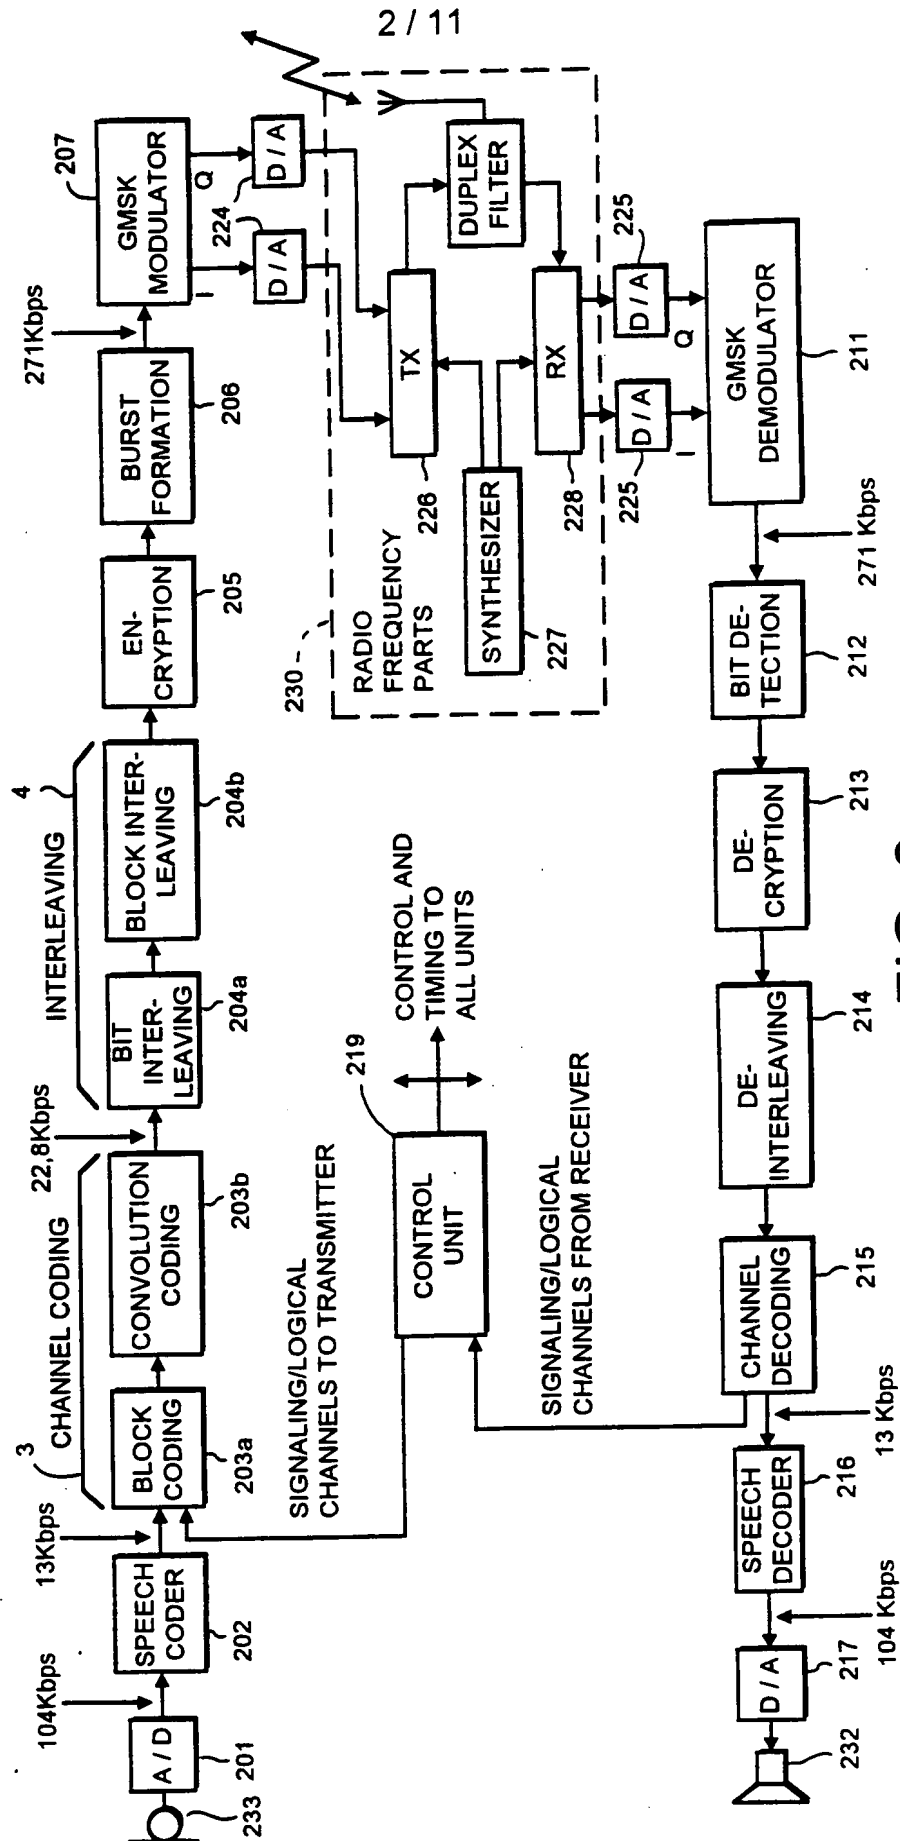 2 / 11
104Kbps
13Kbps
3
CHANNEL CODING
22,8Kbps
4
INTERLEAVING
271Kbps
207
233
A / D
201
SPEECH
CODER
202
BLOCK
CODING
203a
CONVOLUTION
CODING
203b
BIT
INTER-
LEAVING
204a
BLOCK INTER-
LEAVING
204b
EN-
CRYPTION
205
BURST
FORMATION
206
GMSK
MODULATOR
I
Q
D / A
224
D / A
SIGNALING/LOGICAL
CHANNELS TO TRANSMITTER
219
CONTROL
UNIT
CONTROL AND
TIMING TO
ALL UNITS
SIGNALING/LOGICAL
CHANNELS FROM RECEIVER
230
RADIO
FREQUENCY
PARTS
TX
226
DUPLEX
FILTER
SYNTHESIZER
227
RX
228
D / A
225
D / A
225
I
Q
GMSK
DEMODULATOR
211
271 Kbps
BIT DE-
TECTION
212
DE-
CRYPTION
213
DE-
INTERLEAVING
214
CHANNEL
DECODING
215
13 Kbps
SPEECH
DECODER
216
104 Kbps
D / A
217
232